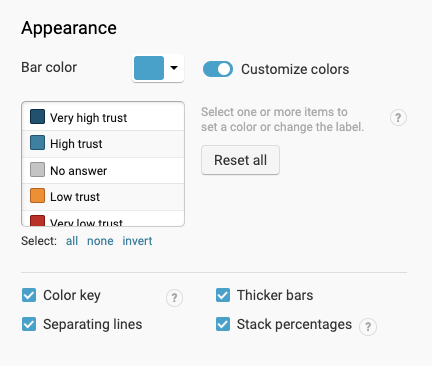 Appearance
Bar color
Customize colors
Very high trust
High trust
No answer
Low trust
Very low trust
Select one or more items to
set a color or change the label.
?
Reset all
Select: all none invert
Color key ?
Thicker bars
Separating lines
Stack percentages ?